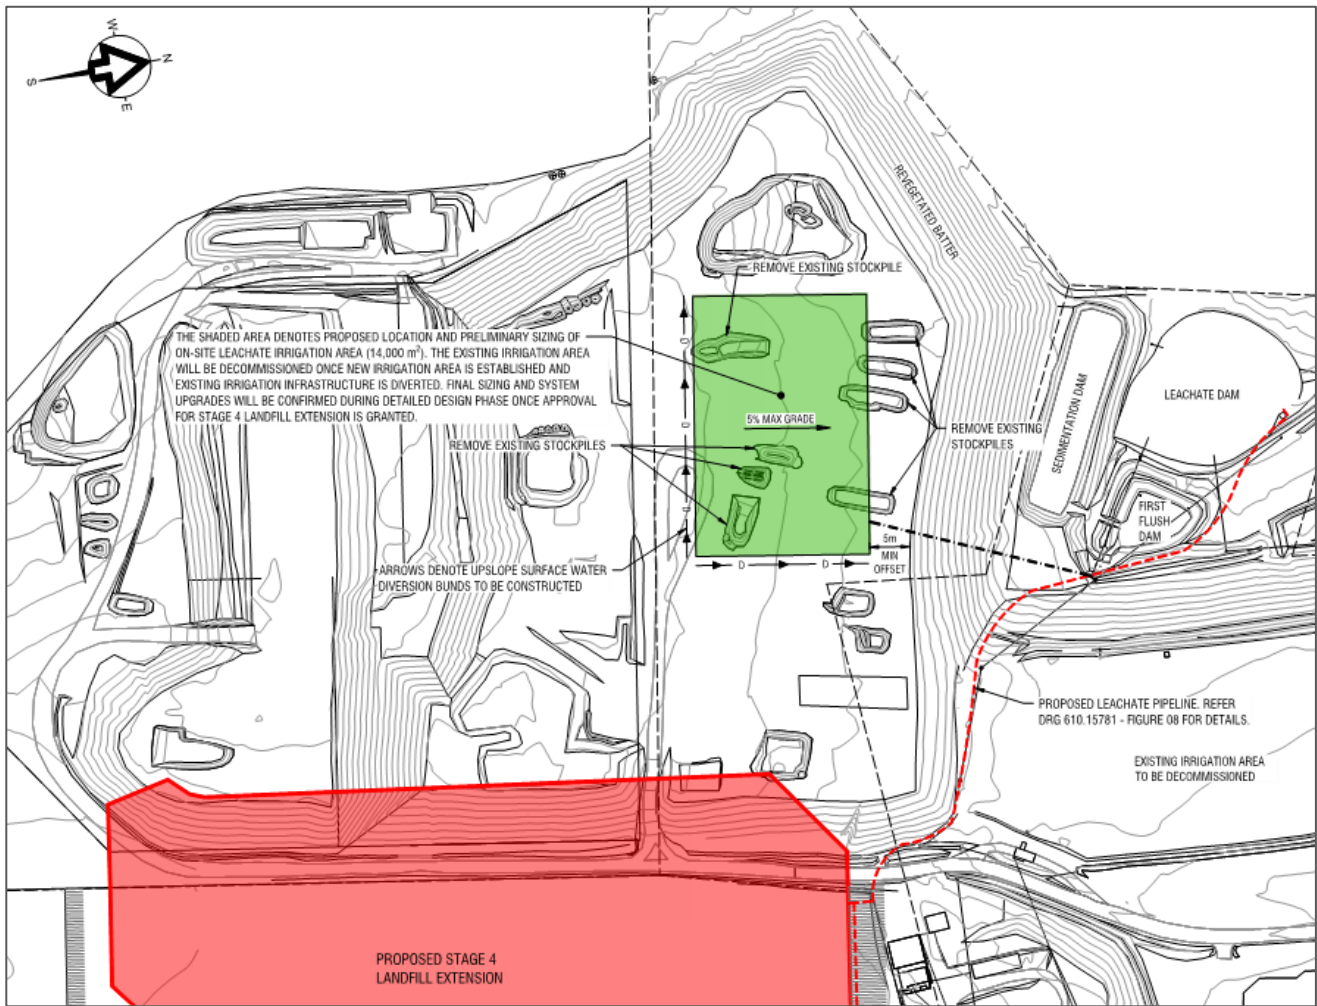 W
N
S
E
REVEGETATED BATTER
REMOVE EXISTING STOCKPILE
THE SHADED AREA DENOTES PROPOSED LOCATION AND PRELIMINARY SIZING OF
ON-SITE LEACHATE IRRIGATION AREA (14,000 m²). THE EXISTING IRRIGATION AREA
WILL BE DECOMMISSIONED ONCE NEW IRRIGATION AREA IS ESTABLISHED AND
EXISTING IRRIGATION INFRASTRUCTURE IS DIVERTED. FINAL SIZING AND SYSTEM
UPGRADES WILL BE CONFIRMED DURING DETAILED DESIGN PHASE ONCE APPROVAL
FOR STAGE 4 LANDFILL EXTENSION IS GRANTED.
D
D
D
5% MAX GRADE
REMOVE EXISTING STOCKPILES
REMOVE EXISTING
STOCKPILES
SEDIMENTATION DAM
LEACHATE DAM
FIRST
FLUSH
DAM
5m
MIN
OFFSET
D
D
ARROWS DENOTE UPSLOPE SURFACE WATER
DIVERSION BUNDS TO BE CONSTRUCTED
PROPOSED LEACHATE PIPELINE. REFER
DRG 610.15781 - FIGURE 08 FOR DETAILS.
EXISTING IRRIGATION AREA
TO BE DECOMMISSIONED
PROPOSED STAGE 4
LANDFILL EXTENSION